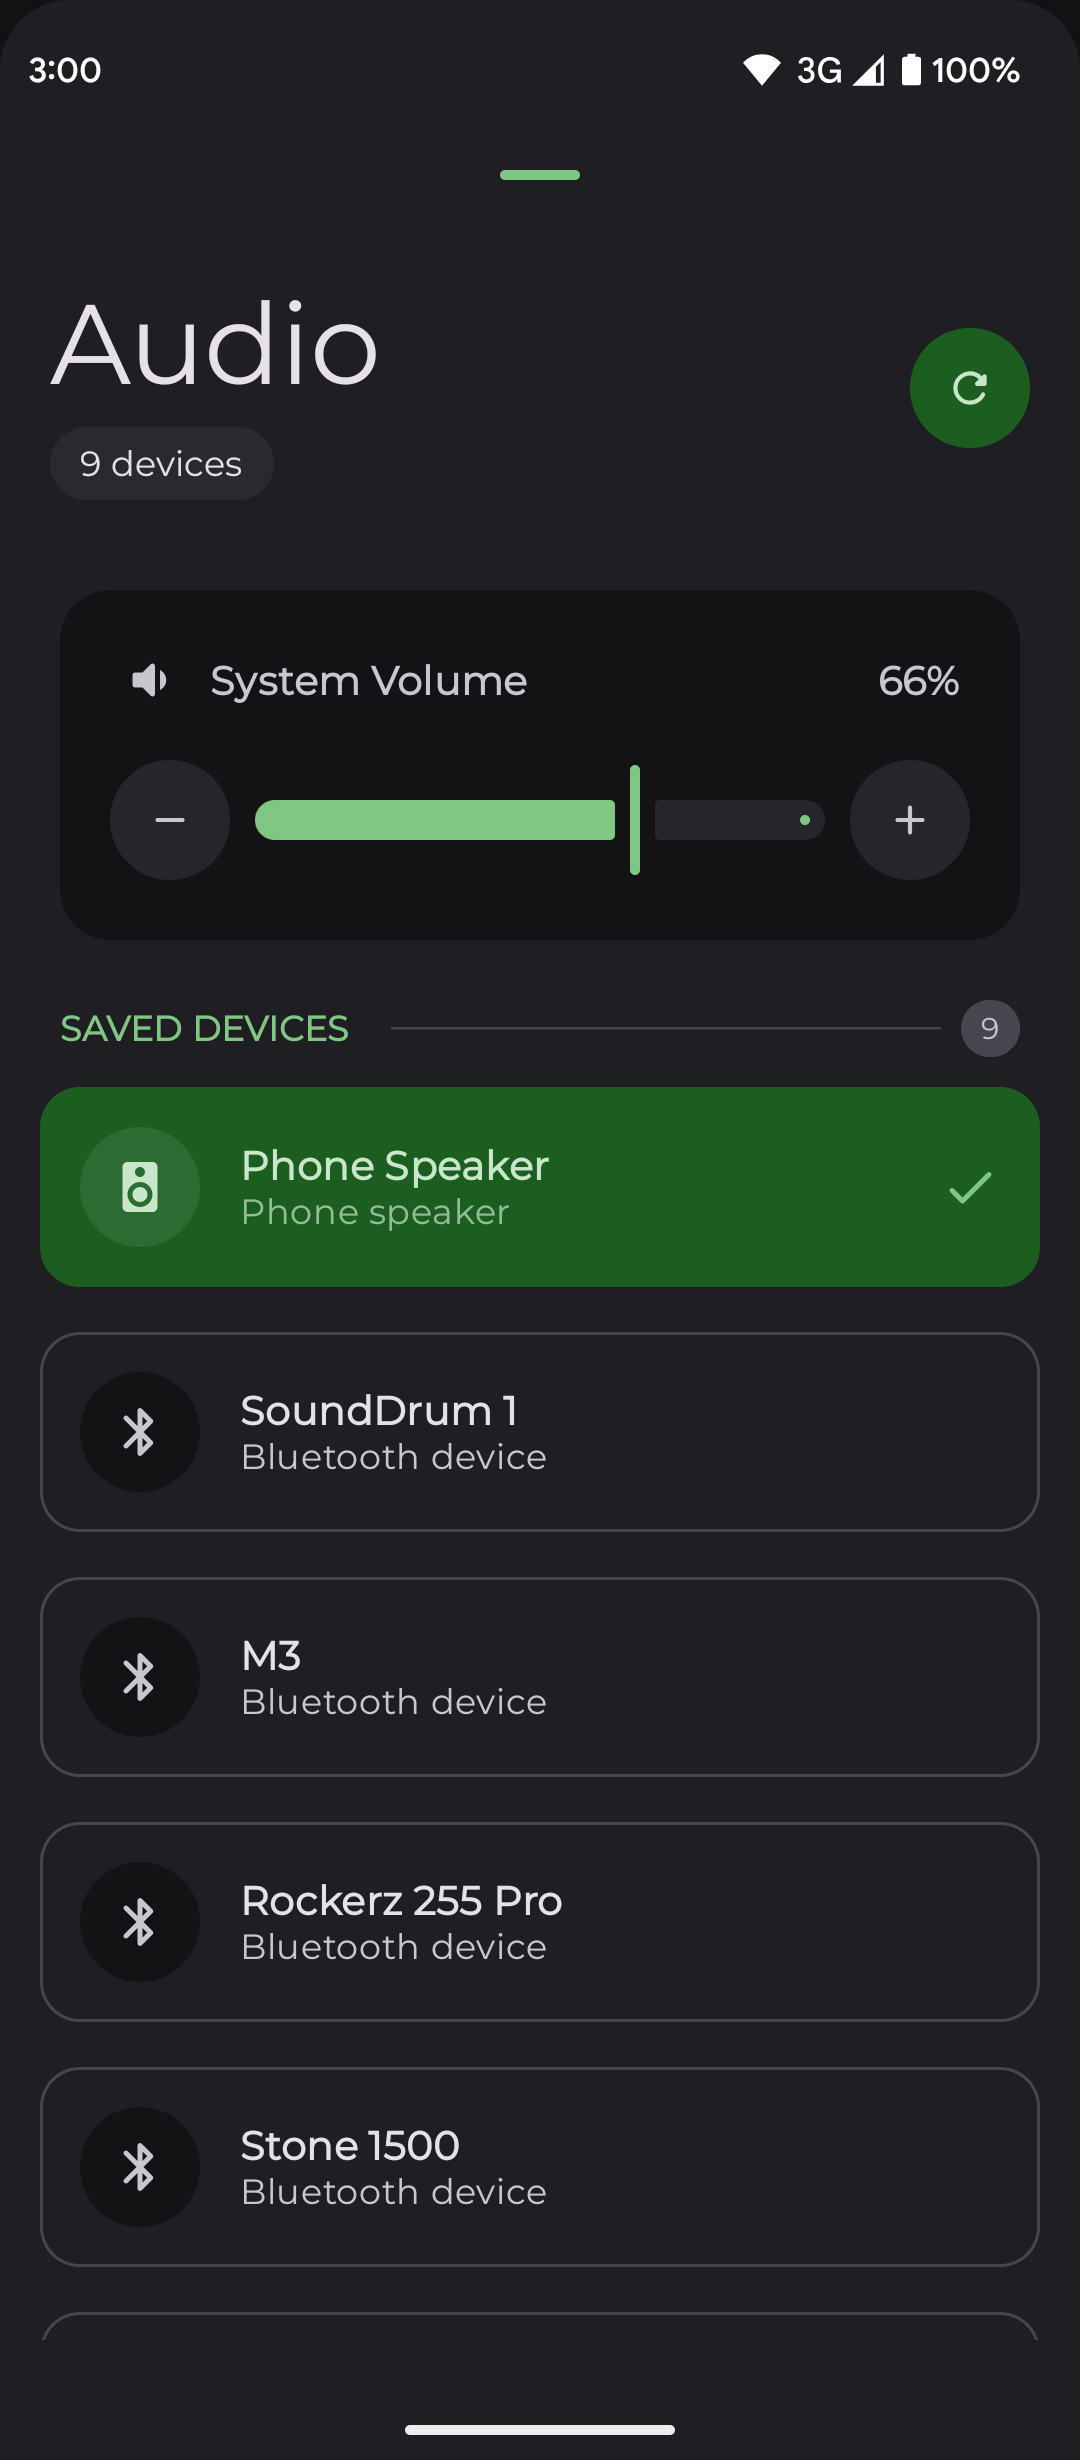 3:00
3G 100%
Audio
9 devices
System Volume 66%
SAVED DEVICES 9
Phone Speaker
Phone speaker
SoundDrum 1
Bluetooth device
M3
Bluetooth device
Rockerz 255 Pro
Bluetooth device
Stone 1500
Bluetooth device